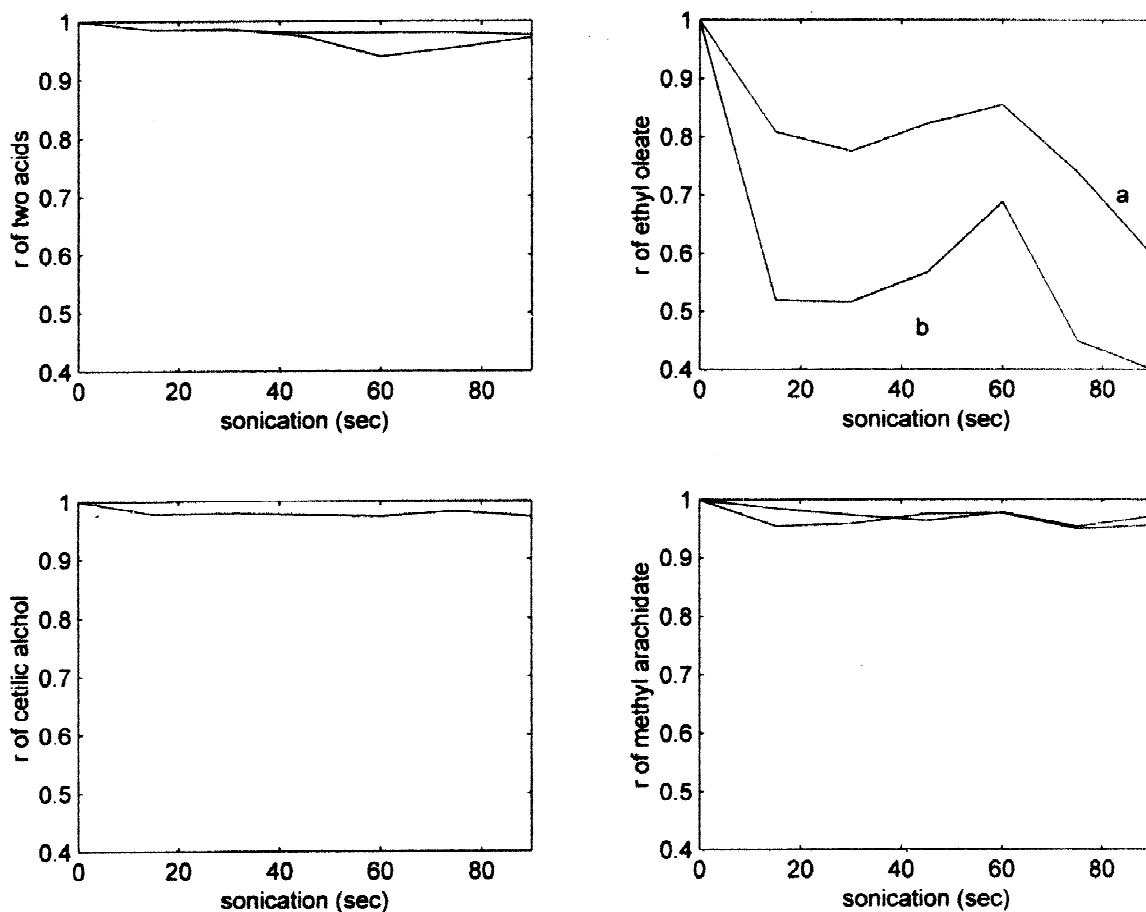 1
0.9
0.8
0.7
0.6
0.5
0.4
0 20 40 60 80
r of two acids
sonication (sec)
1
0.9
0.8
0.7
0.6
0.5
0.4
0 20 40 60 80
r of ethyl oleate
sonication (sec)
a
b
1
0.9
0.8
0.7
0.6
0.5
0.4
0 20 40 60 80
r of cetilic alchol
sonication (sec)
1
0.9
0.8
0.7
0.6
0.5
0.4
0 20 40 60 80
r of methyl arachidate
sonication (sec)